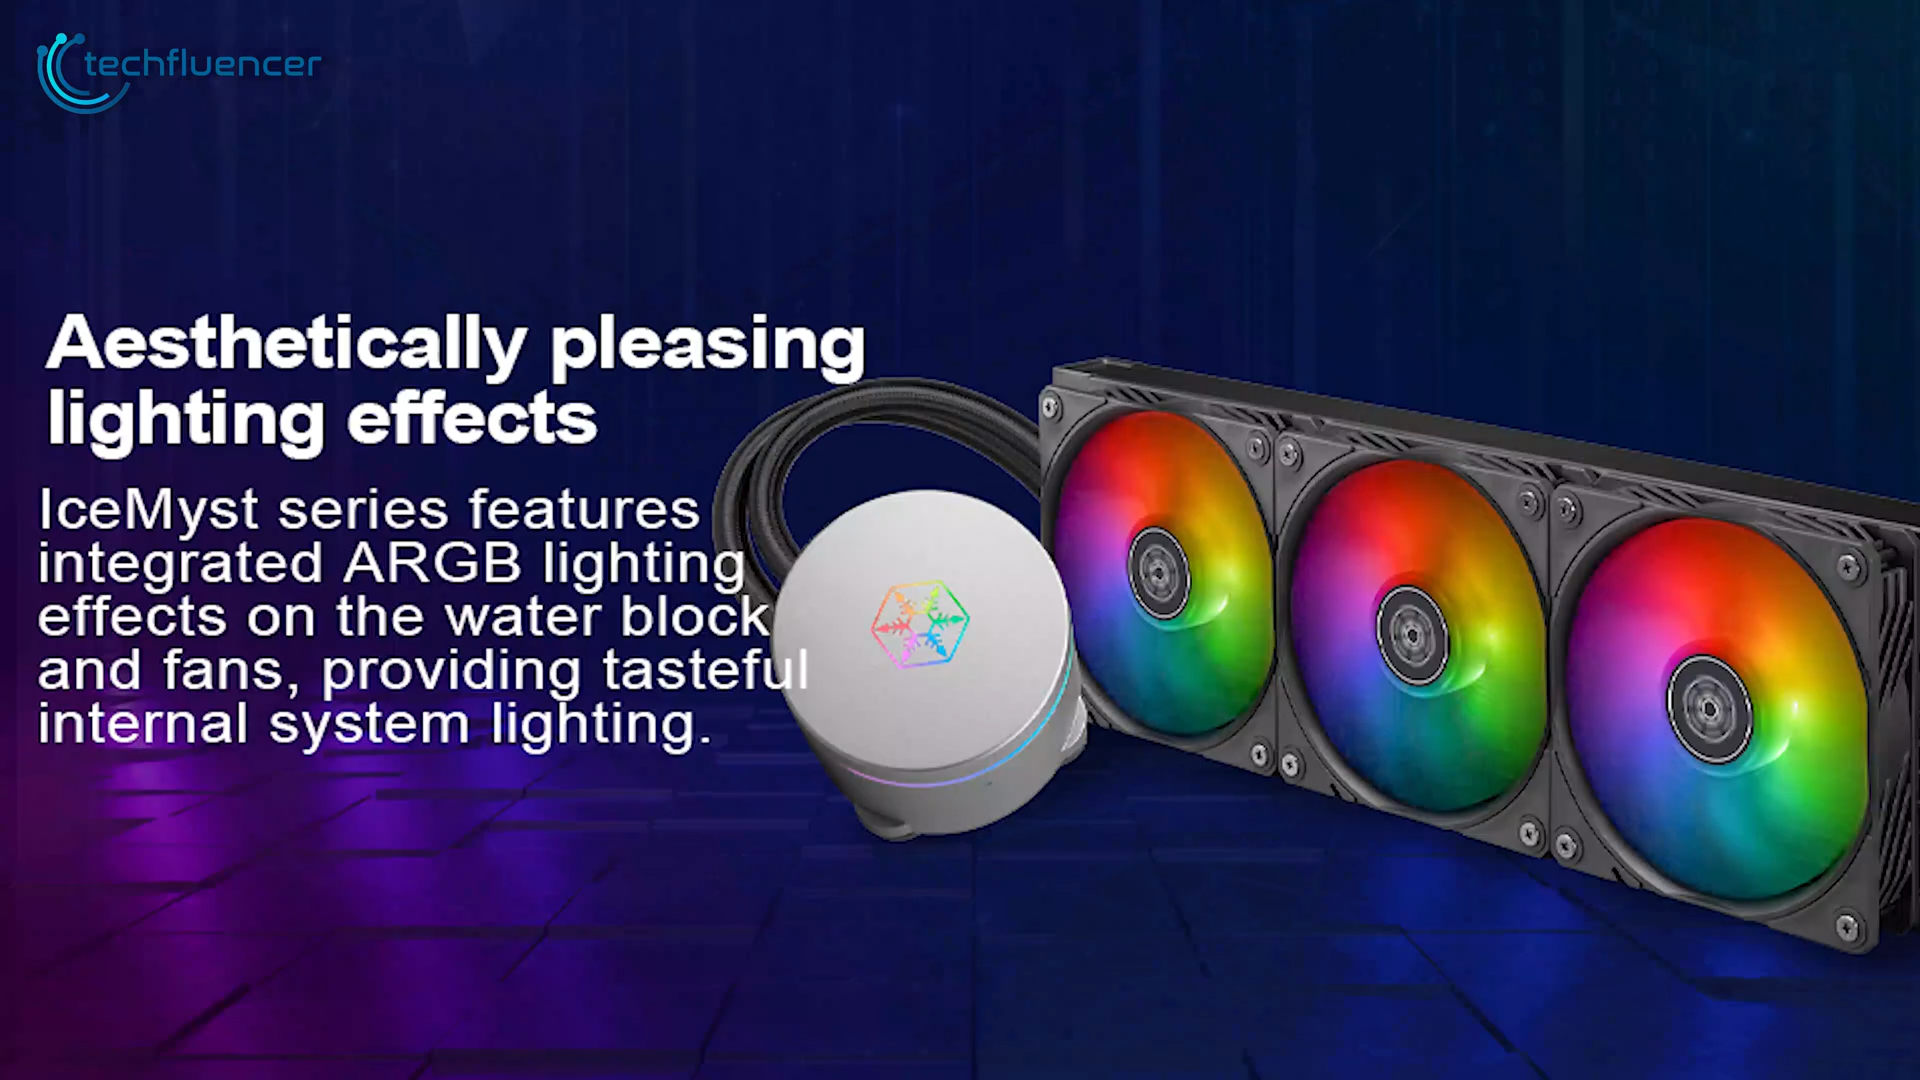 techfluencer
Aesthetically pleasing
lighting effects
IceMyst series features
integrated ARGB lighting
effects on the water block
and fans, providing tasteful
internal system lighting.